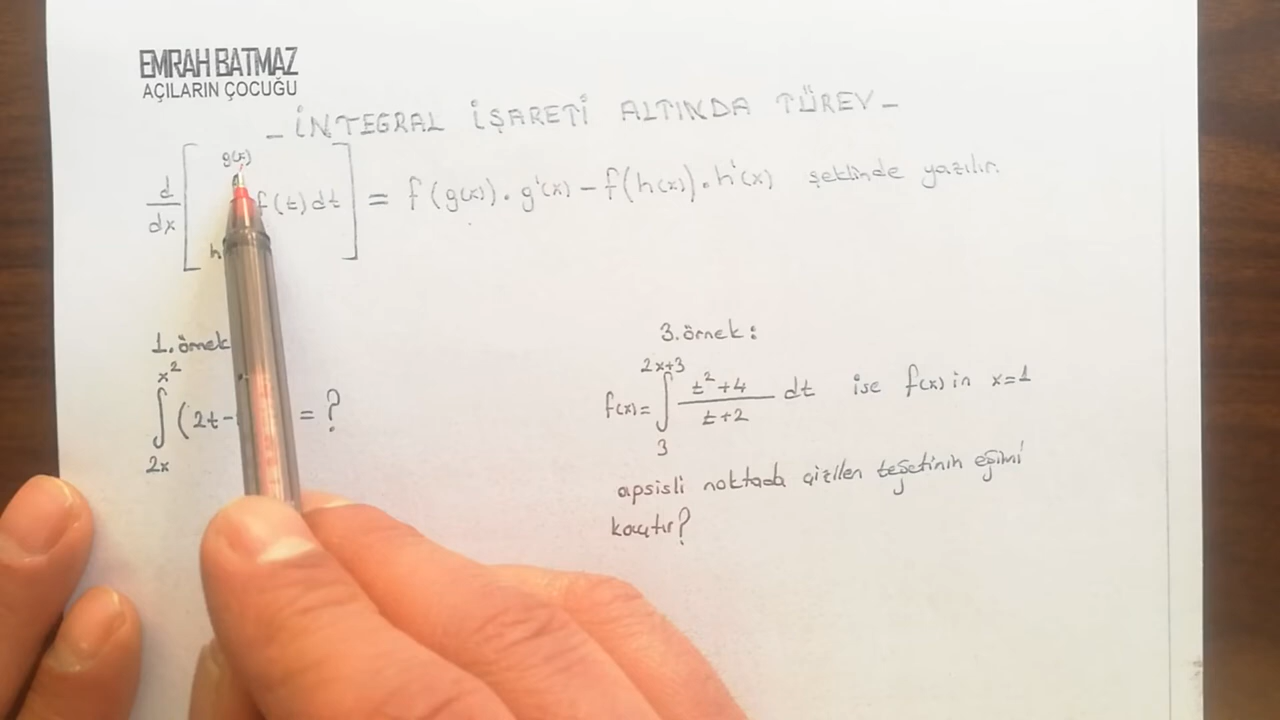 EMRAH BATMAZ
AÇILARIN ÇOCUĞU
- İNTEGRAL İŞARETİ ALTINDA TÜREV -
d/dx [ g(x) f(t)dt ] = f(g(x)).g'(x) - f(h(x)).h'(x) şeklinde yazılır.
h
1. örnek
x²
∫ (2t- = ?
2x
3. örnek:
2x+3
f(x)= ∫ t²+4 / t+2 dt ise f(x) in x=1
3
apsisli noktada çizilen teğetinin eğimi
kaçtır?